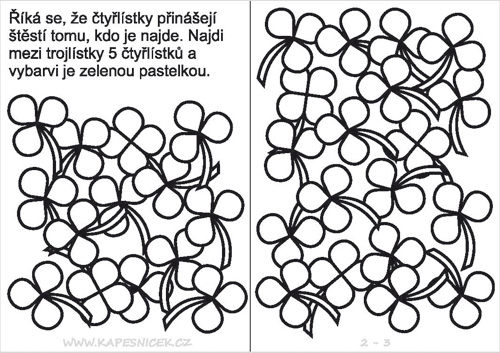 Říká se, že čtyřlístky přinášejí
štěstí tomu, kdo je najde. Najdi
mezi trojlístky 5 čtyřlístků a
vybarvi je zelenou pastelkou.
WWW.KAPESNICEK.CZ
2 - 3